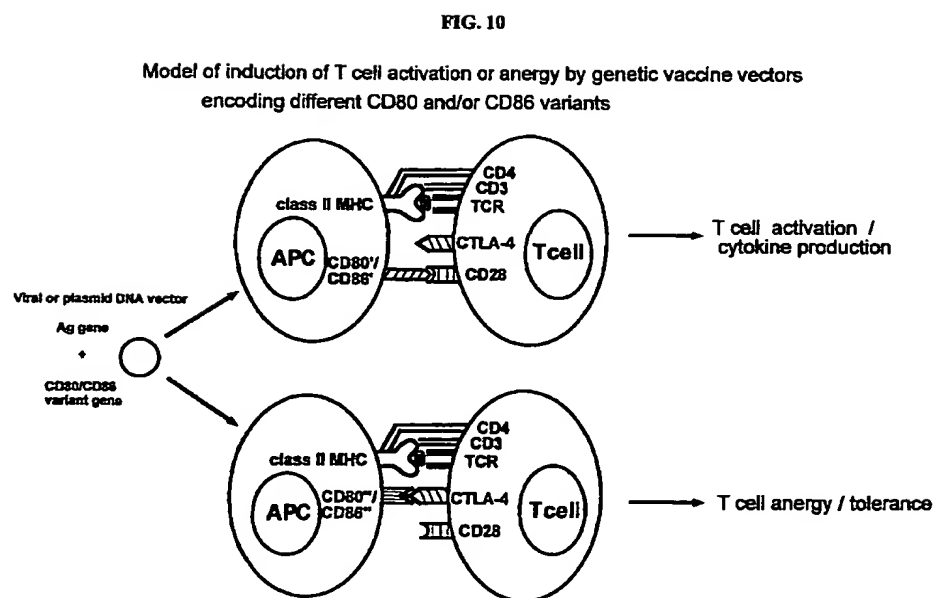 FIG. 10
Model of induction of T cell activation or anergy by genetic vaccine vectors
encoding different CD80 and/or CD86 variants
CD4
CD3
class II MHC
TCR
T cell activation /
cytokine production
CTLA-4
APC
Tcell
CD80*/
CD86*
CD28
Viral or plasmid DNA vector
Ag gene
+
CD80/CD86
variant gene
CD4
CD3
class II MHC
TCR
CD80**/
CD86**
CTLA-4
APC
Tcell
T cell anergy / tolerance
CD28